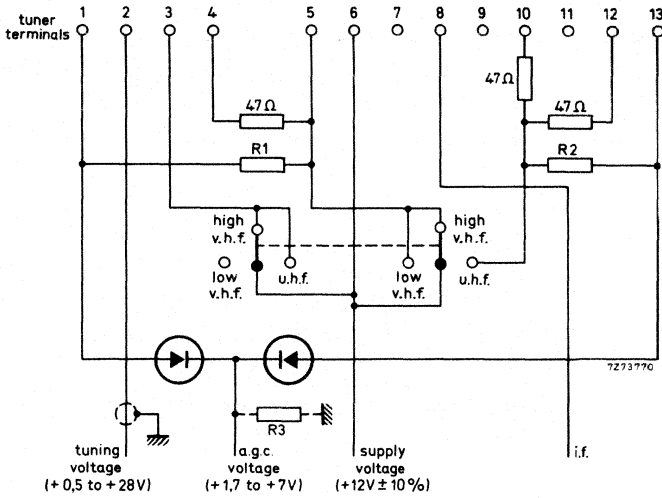 tuner
terminals
1 2 3 4 5 6 7 8 9 10 11 12 13
47Ω
47Ω
47Ω
R1
R2
high
v.h.f.
high
v.h.f.
low
v.h.f.
u.h.f.
low
v.h.f.
u.h.f.
7Z73770
R3
tuning
voltage
(+0,5 to +28V)
a.g.c.
voltage
(+1,7 to +7V)
supply
voltage
(+12V ± 10%)
i.f.